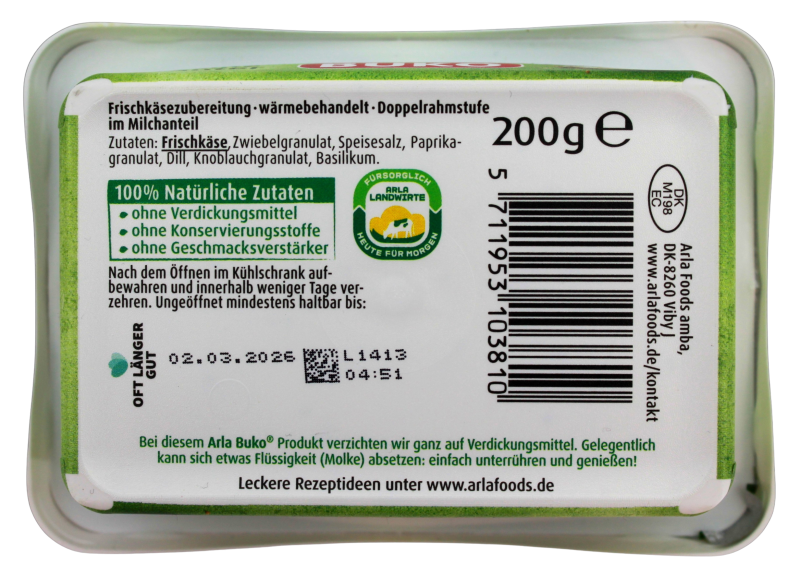 BUKO
Frischkäsezubereitung · wärmebehandelt · Doppelrahmstufe
im Milchanteil
Zutaten: Frischkäse, Zwiebelgranulat, Speisesalz, Paprika-
granulat, Dill, Knoblauchgranulat, Basilikum.
200g e
100% Natürliche Zutaten
• ohne Verdickungsmittel
• ohne Konservierungsstoffe
• ohne Geschmacksverstärker
FÜRSORGLICH
ARLA
LANDWIRTE
HEUTE FÜR MORGEN
Nach dem Öffnen im Kühlschrank auf-
bewahren und innerhalb weniger Tage ver-
zehren. Ungeöffnet mindestens haltbar bis:
OFT LÄNGER
GUT
02.03.2026
L1413
04:51
5 711953 103810
DK
M198
EC
Arla Foods amba,
DK-8260 Viby J
www.arlafoods.de/kontakt
Bei diesem Arla Buko® Produkt verzichten wir ganz auf Verdickungsmittel. Gelegentlich
kann sich etwas Flüssigkeit (Molke) absetzen: einfach unterrühren und genießen!
Leckere Rezeptideen unter www.arlafoods.de